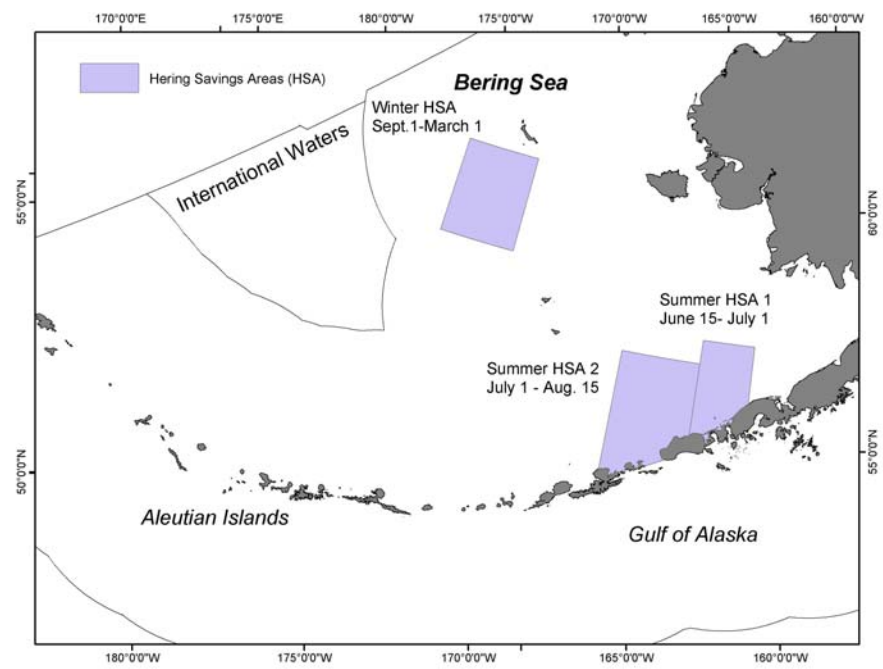 170°0'0"E 175°0'0"E 180°0'0"W 175°0'0"W 170°0'0"W 165°0'0"W 160°0'0"W
Hering Savings Areas (HSA)
Bering Sea
Winter HSA
Sept.1-March 1
International Waters
55°0'0"N
60°0'0"N
Summer HSA 1
June 15- July 1
Summer HSA 2
July 1 - Aug. 15
50°0'0"N
55°0'0"N
Aleutian Islands
Gulf of Alaska
180°0'0"W 175°0'0"W 170°0'0"W 165°0'0"W 160°0'0"W